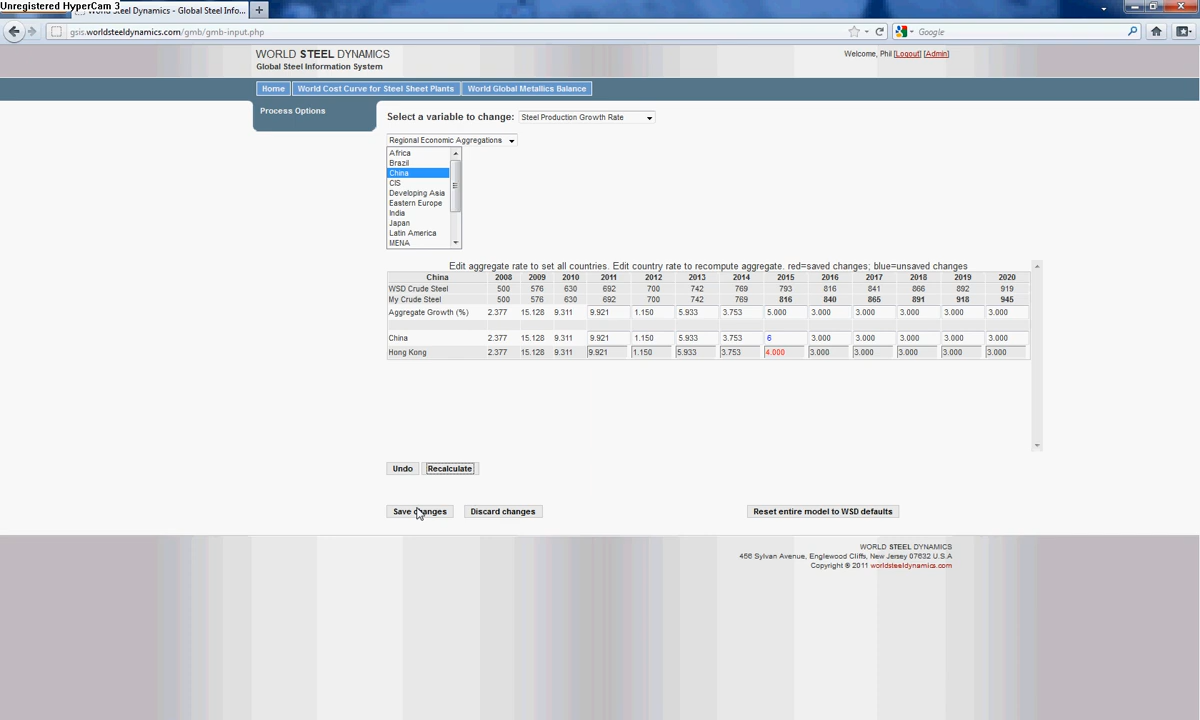 Unregistered HyperCam 3
World Steel Dynamics - Global Steel Info...
gsis.worldsteeldynamics.com/gmb/gmb-input.php
Google
WORLD STEEL DYNAMICS
Global Steel Information System
Welcome, Phil [Logout] [Admin]
Home World Cost Curve for Steel Sheet Plants World Global Metallics Balance
Process Options
Select a variable to change: Steel Production Growth Rate
Regional Economic Aggregations
Africa
Brazil
China
CIS
Developing Asia
Eastern Europe
India
Japan
Latin America
MENA
Edit aggregate rate to set all countries. Edit country rate to recompute aggregate. red=saved changes; blue=unsaved changes
China 2008 2009 2010 2011 2012 2013 2014 2015 2016 2017 2018 2019 2020
WSD Crude Steel 500 576 630 692 700 742 769 793 816 841 866 892 919
My Crude Steel 500 576 630 692 700 742 769 816 840 865 891 918 945
Aggregate Growth (%) 2.377 15.128 9.311 9.921 1.150 5.933 3.753 5.000 3.000 3.000 3.000 3.000 3.000
China 2.377 15.128 9.311 9.921 1.150 5.933 3.753 6 3.000 3.000 3.000 3.000 3.000
Hong Kong 2.377 15.128 9.311 9.921 1.150 5.933 3.753 4.000 3.000 3.000 3.000 3.000 3.000
Undo Recalculate
Save changes Discard changes Reset entire model to WSD defaults
WORLD STEEL DYNAMICS
456 Sylvan Avenue, Englewood Cliffs, New Jersey 07632 U.S.A
Copyright © 2011 worldsteeldynamics.com